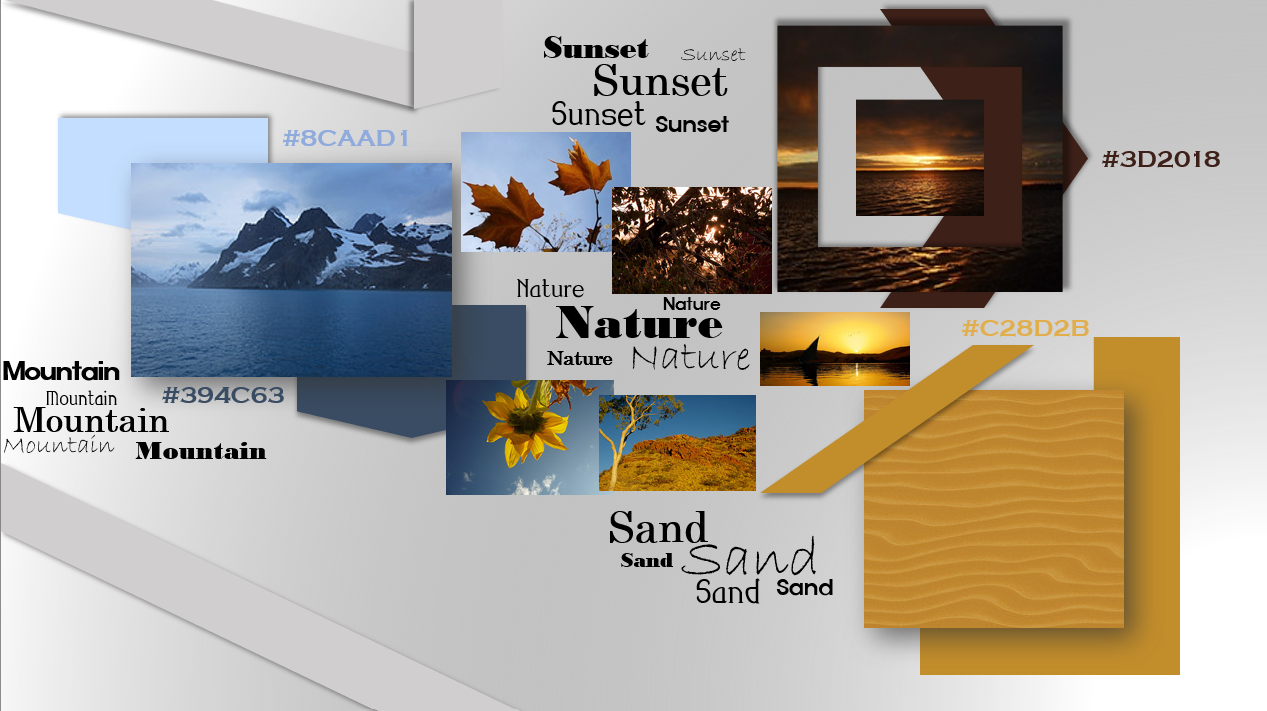 Sunset
Sunset
Sunset
Sunset
Sunset
#8CAAD1
#3D2018
Nature
Nature
Nature
Nature
Nature
#C28D2B
Mountain
#394C63
Mountain
Mountain
Mountain
Mountain
Sand
Sand
Sand
Sand
Sand